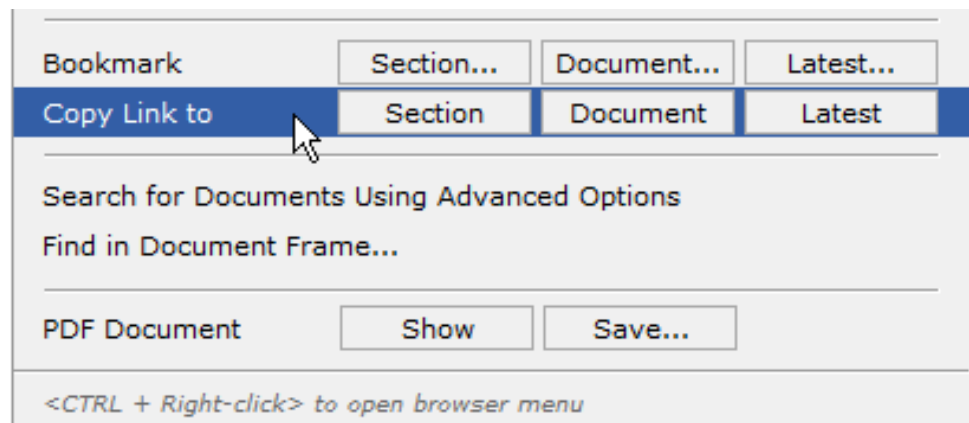 Bookmark Section... Document... Latest...
Copy Link to Section Document Latest
Search for Documents Using Advanced Options
Find in Document Frame...
PDF Document Show Save...
<CTRL + Right-click> to open browser menu